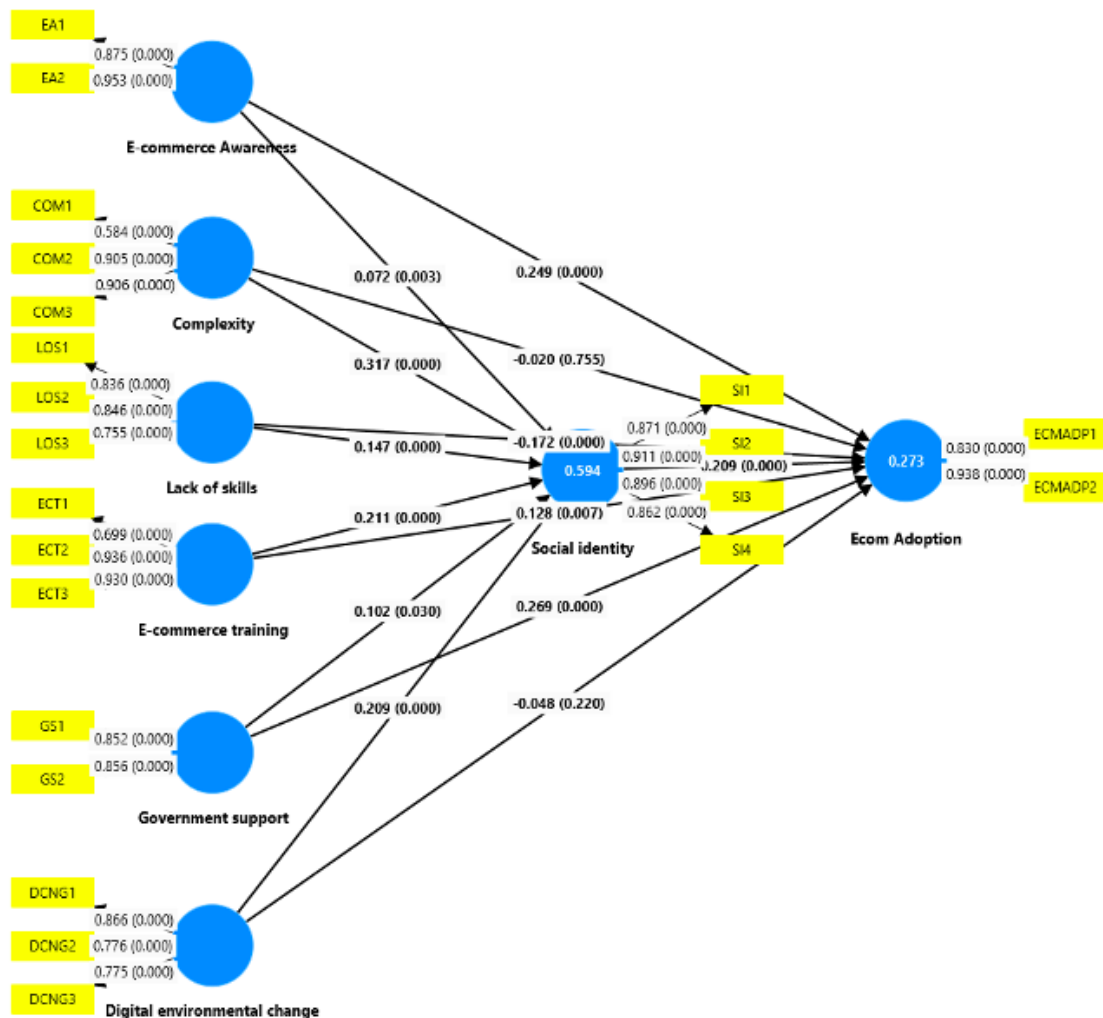 EA1
0.875 (0.000)
EA2
0.953 (0.000)
E-commerce Awareness
COM1
0.584 (0.000)
COM2
0.905 (0.000)
0.906 (0.000)
COM3
Complexity
LOS1
0.836 (0.000)
LOS2
0.846 (0.000)
LOS3
0.755 (0.000)
Lack of skills
ECT1
0.699 (0.000)
ECT2
0.936 (0.000)
ECT3
0.930 (0.000)
E-commerce training
GS1
0.852 (0.000)
GS2
0.856 (0.000)
Government support
DCNG1
0.866 (0.000)
DCNG2
0.776 (0.000)
0.775 (0.000)
DCNG3
Digital environmental change
0.072 (0.003)
0.317 (0.000)
0.147 (0.000)
0.211 (0.000)
0.102 (0.030)
0.209 (0.000)
0.249 (0.000)
-0.020 (0.755)
-0.172 (0.000)
0.594
0.128 (0.007)
Social identity
0.269 (0.000)
-0.048 (0.220)
SI1
0.871 (0.000)
SI2
0.911 (0.000)
0.209 (0.000)
0.896 (0.000)
SI3
0.862 (0.000)
SI4
0.273
Ecom Adoption
ECMADP1
0.830 (0.000)
0.938 (0.000)
ECMADP2